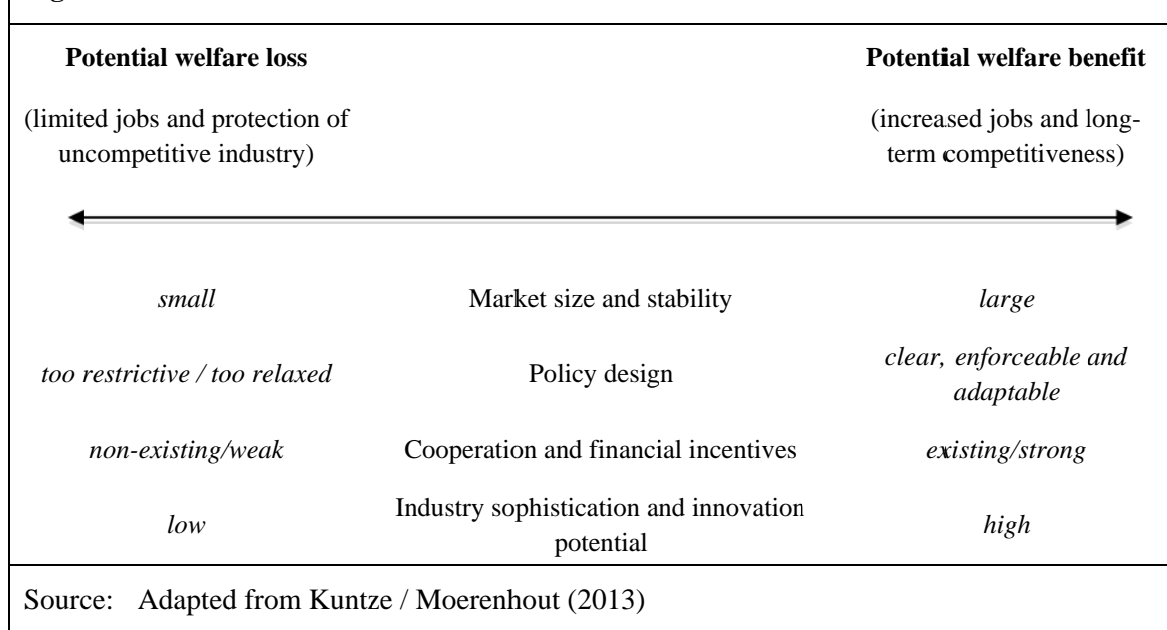 Potential welfare loss
Potential welfare benefit
(limited jobs and protection of
uncompetitive industry)
(increased jobs and long-
term competitiveness)
small
Market size and stability
large
too restrictive / too relaxed
Policy design
clear, enforceable and
adaptable
non-existing/weak
Cooperation and financial incentives
existing/strong
low
Industry sophistication and innovation
potential
high
Source: Adapted from Kuntze / Moerenhout (2013)